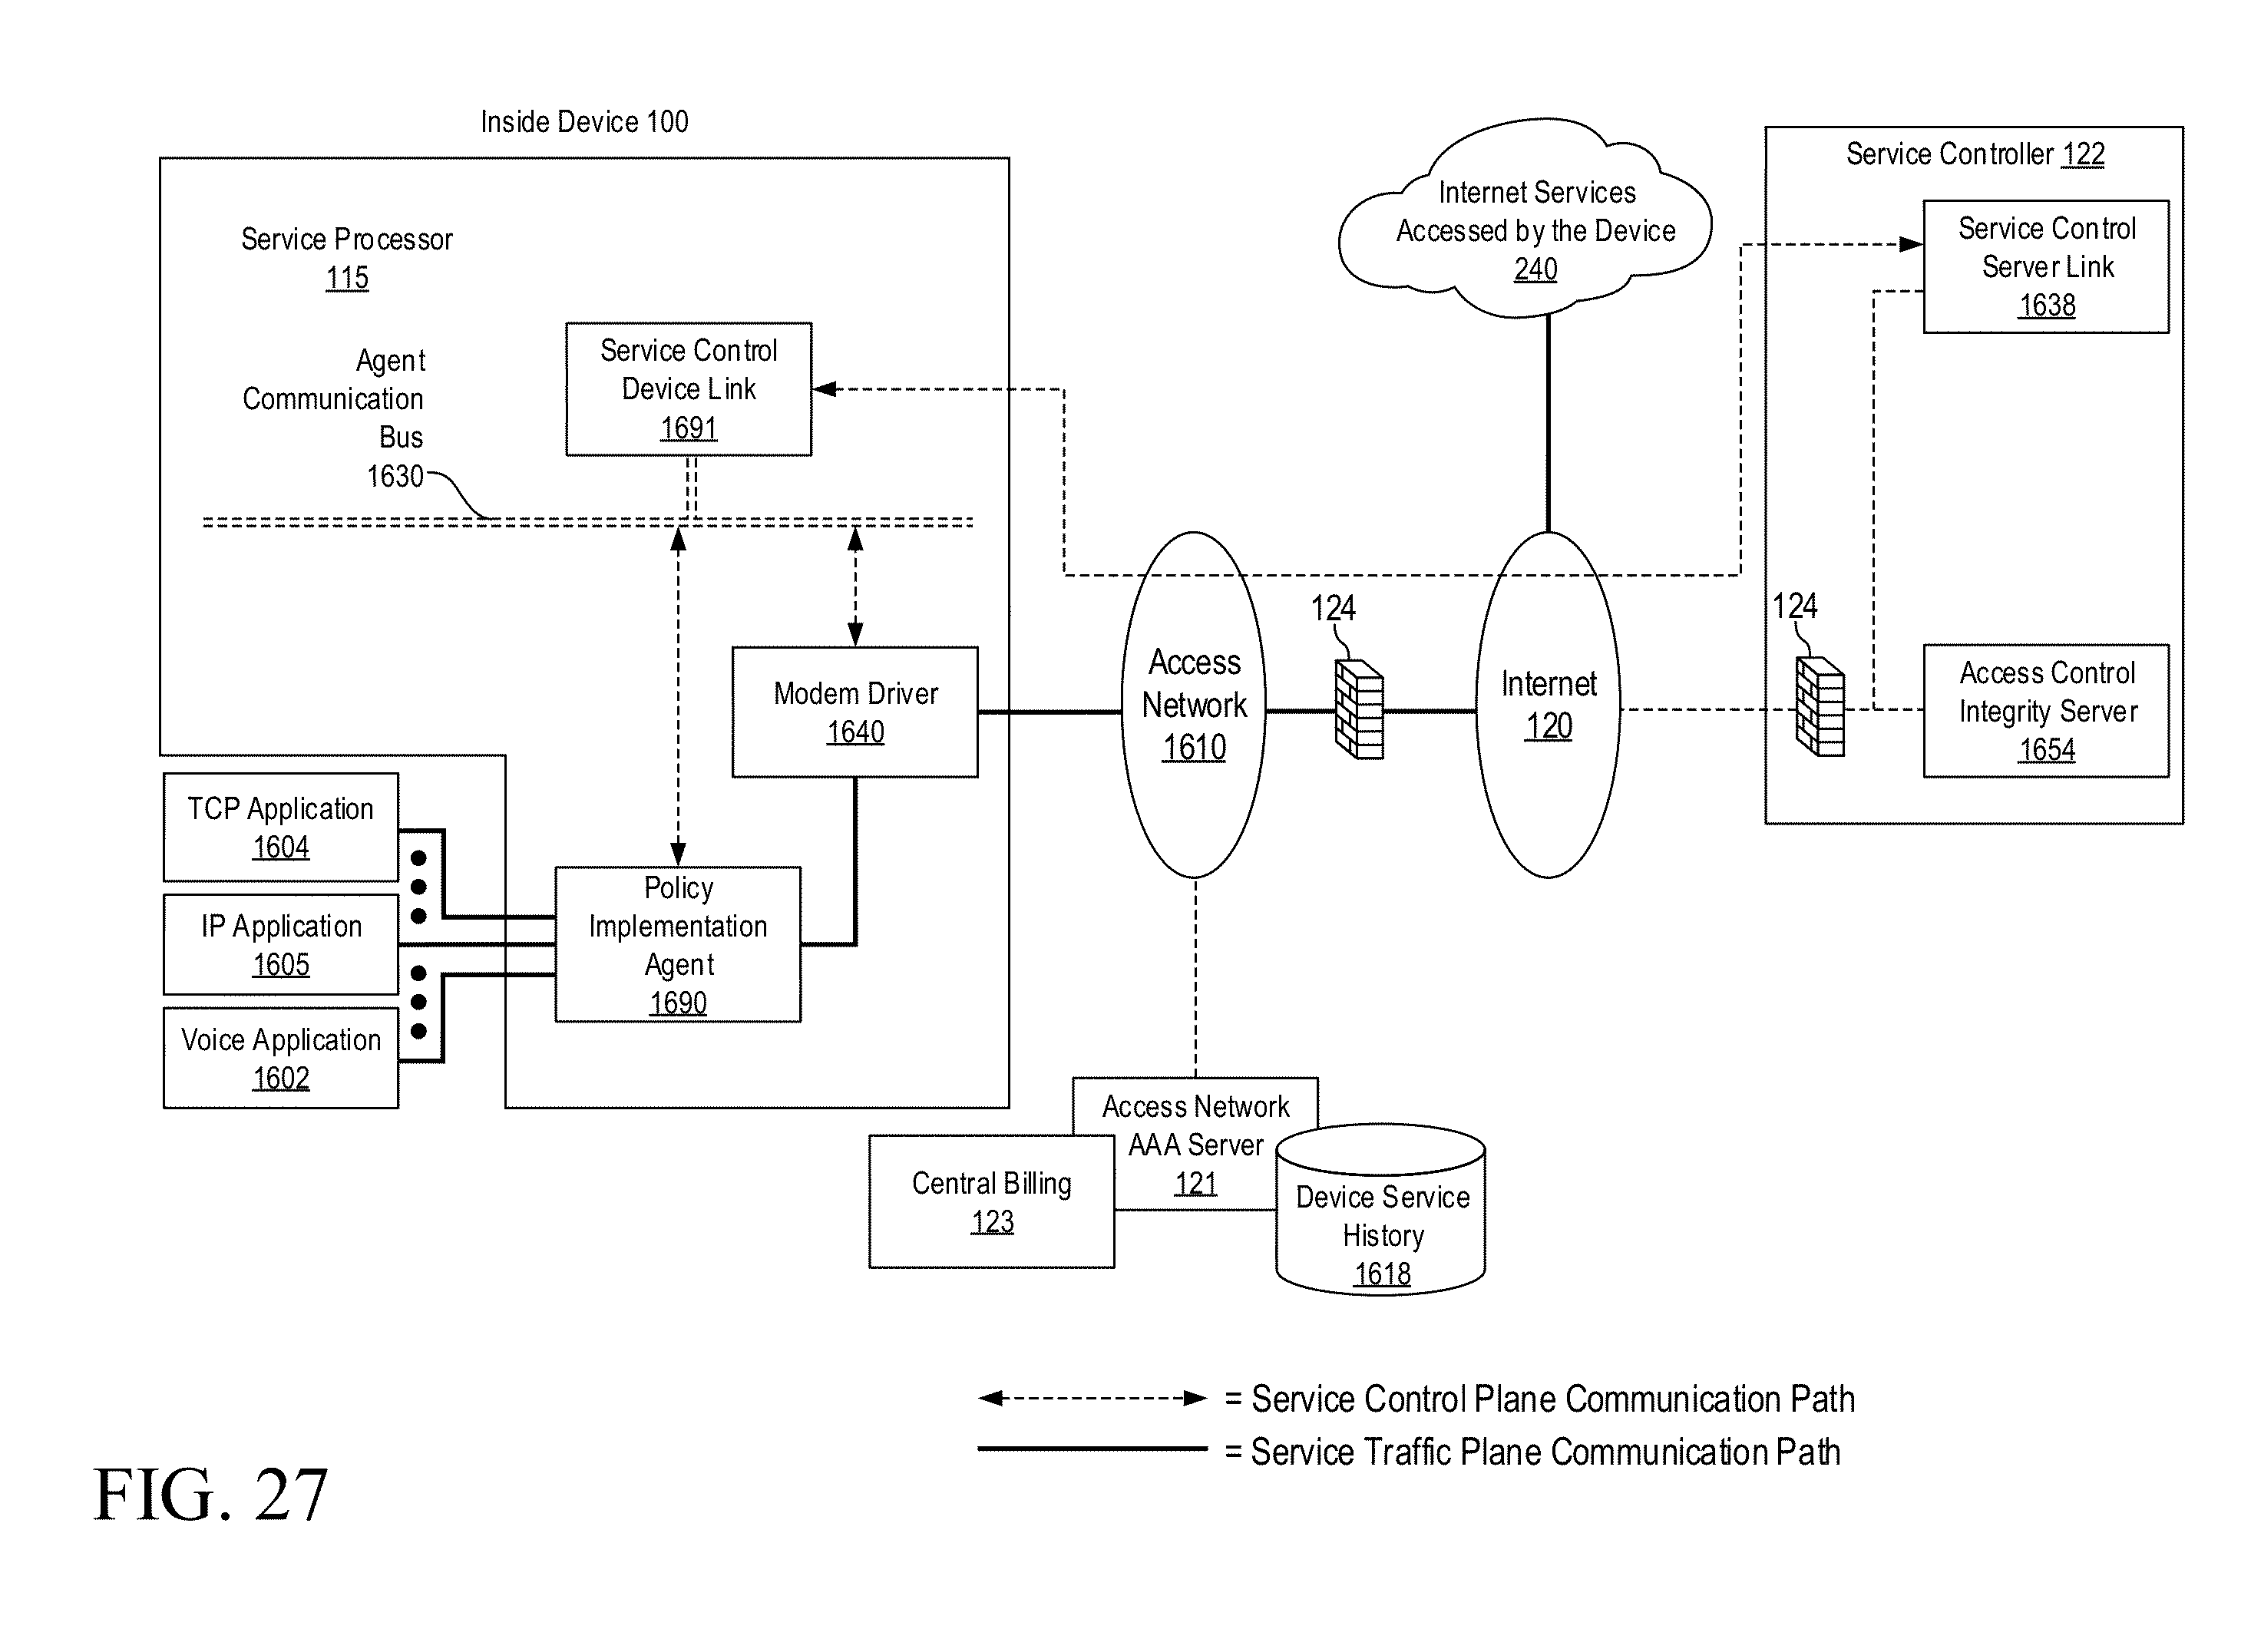 Inside Device 100
Service Processor
115
Agent
Communication
Bus
1630
Service Control
Device Link
1691
Modem Driver
1640
TCP Application
1604
IP Application
1605
Voice Application
1602
Policy
Implementation
Agent
1690
Access
Network
1610
124
Internet
120
Internet Services
Accessed by the Device
240
Service Controller 122
Service Control
Server Link
1638
124
Access Control
Integrity Server
1654
Access Network
AAA Server
121
Central Billing
123
Device Service
History
1618
= Service Control Plane Communication Path
= Service Traffic Plane Communication Path
FIG. 27